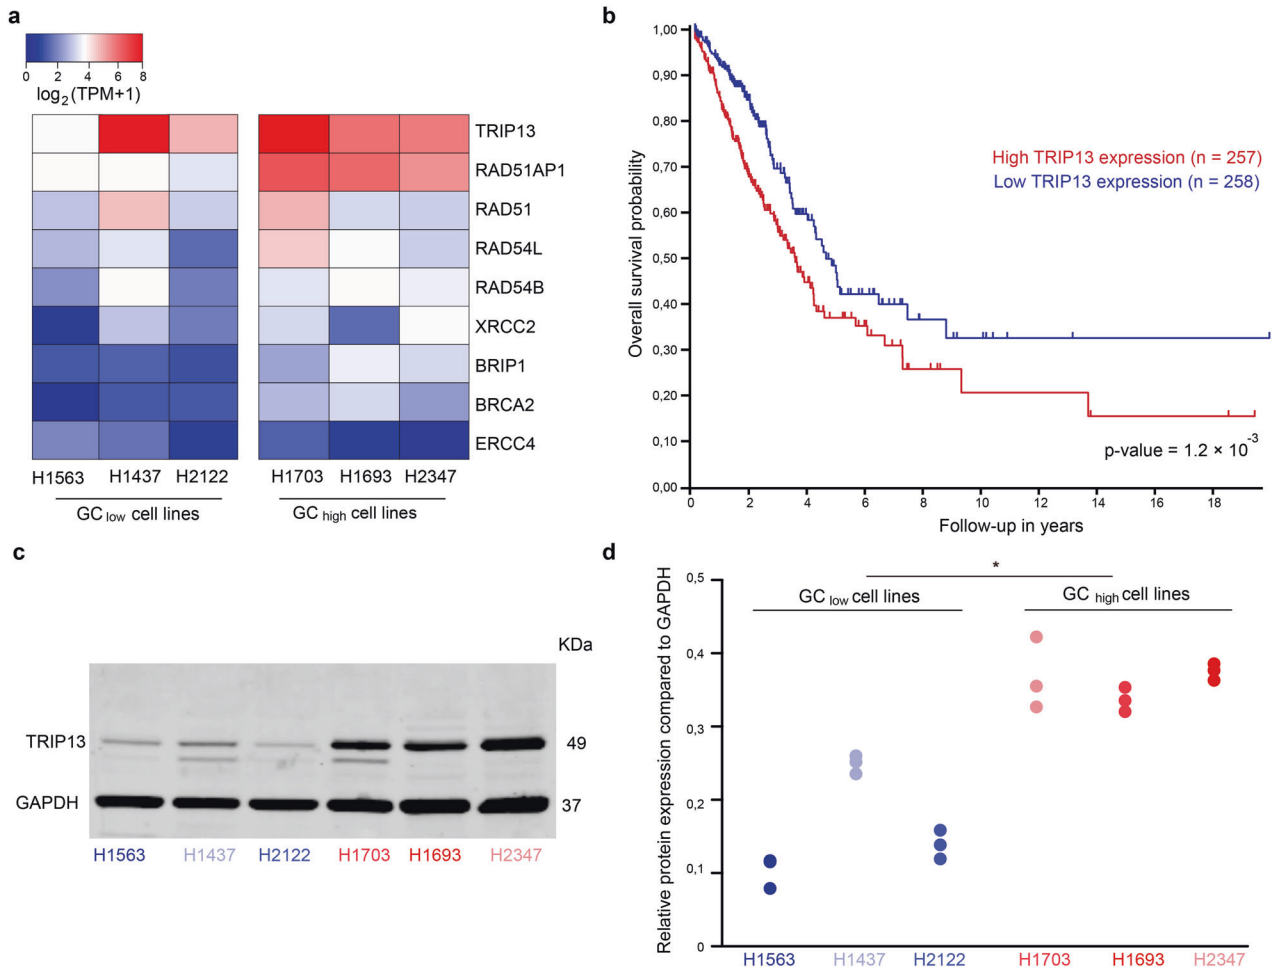 a
0 2 4 6 8
log2(TPM+1)
TRIP13
RAD51AP1
RAD51
RAD54L
RAD54B
XRCC2
BRIP1
BRCA2
ERCC4
H1563 H1437 H2122 H1703 H1693 H2347
GC low cell lines GC high cell lines
b
1,00
0,90
0,80
0,70
0,60
0,50
0,40
0,30
0,20
0,10
0,00
Overall survival probability
High TRIP13 expression (n = 257)
Low TRIP13 expression (n = 258)
p-value = 1.2 × 10-3
0 2 4 6 8 10 12 14 16 18
Follow-up in years
c
KDa
TRIP13 49
GAPDH 37
H1563 H1437 H2122 H1703 H1693 H2347
d
*
GC low cell lines GC high cell lines
0,5
0,4
0,3
0,2
0,1
0
Relative protein expression compared to GAPDH
H1563 H1437 H2122 H1703 H1693 H2347